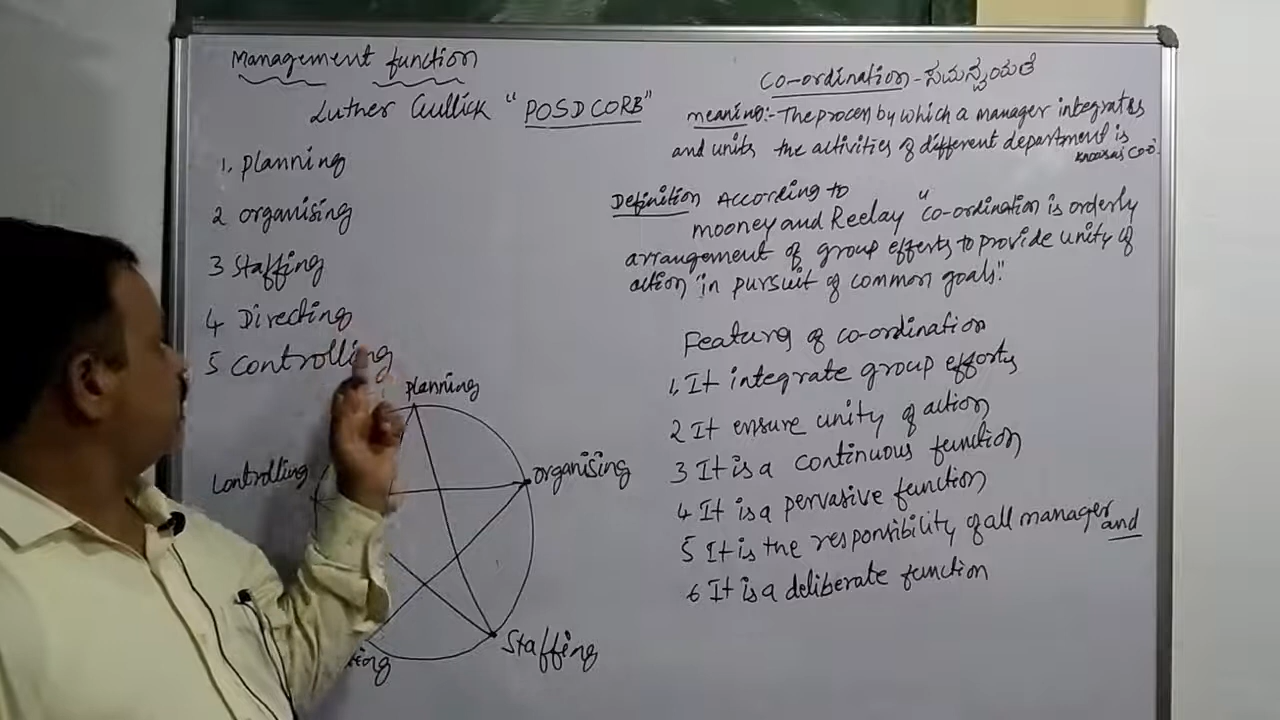 Management function
Luther Gullick "POSDCORB"
1. planning
2 organising
3 Staffing
4 Directing
5 Controlling
planning
organising
Staffing
ting
Controlling
Co-ordination - ಸಮನ್ವಯತೆ
meaning:- The process by which a manager integrates
and units the activities of different department is
Co-o.
Definition According to
mooney and Reelay "Co-ordination is orderly
arrangement of group efforts to provide unity of
action in pursuit of common goals."
Feature of co-ordination
1. It integrate group efforts
2 It ensure unity of action
3 It is a continuous function
4 It is a pervasive function
5 It is the responsibility of all manager and
6 It is a deliberate function